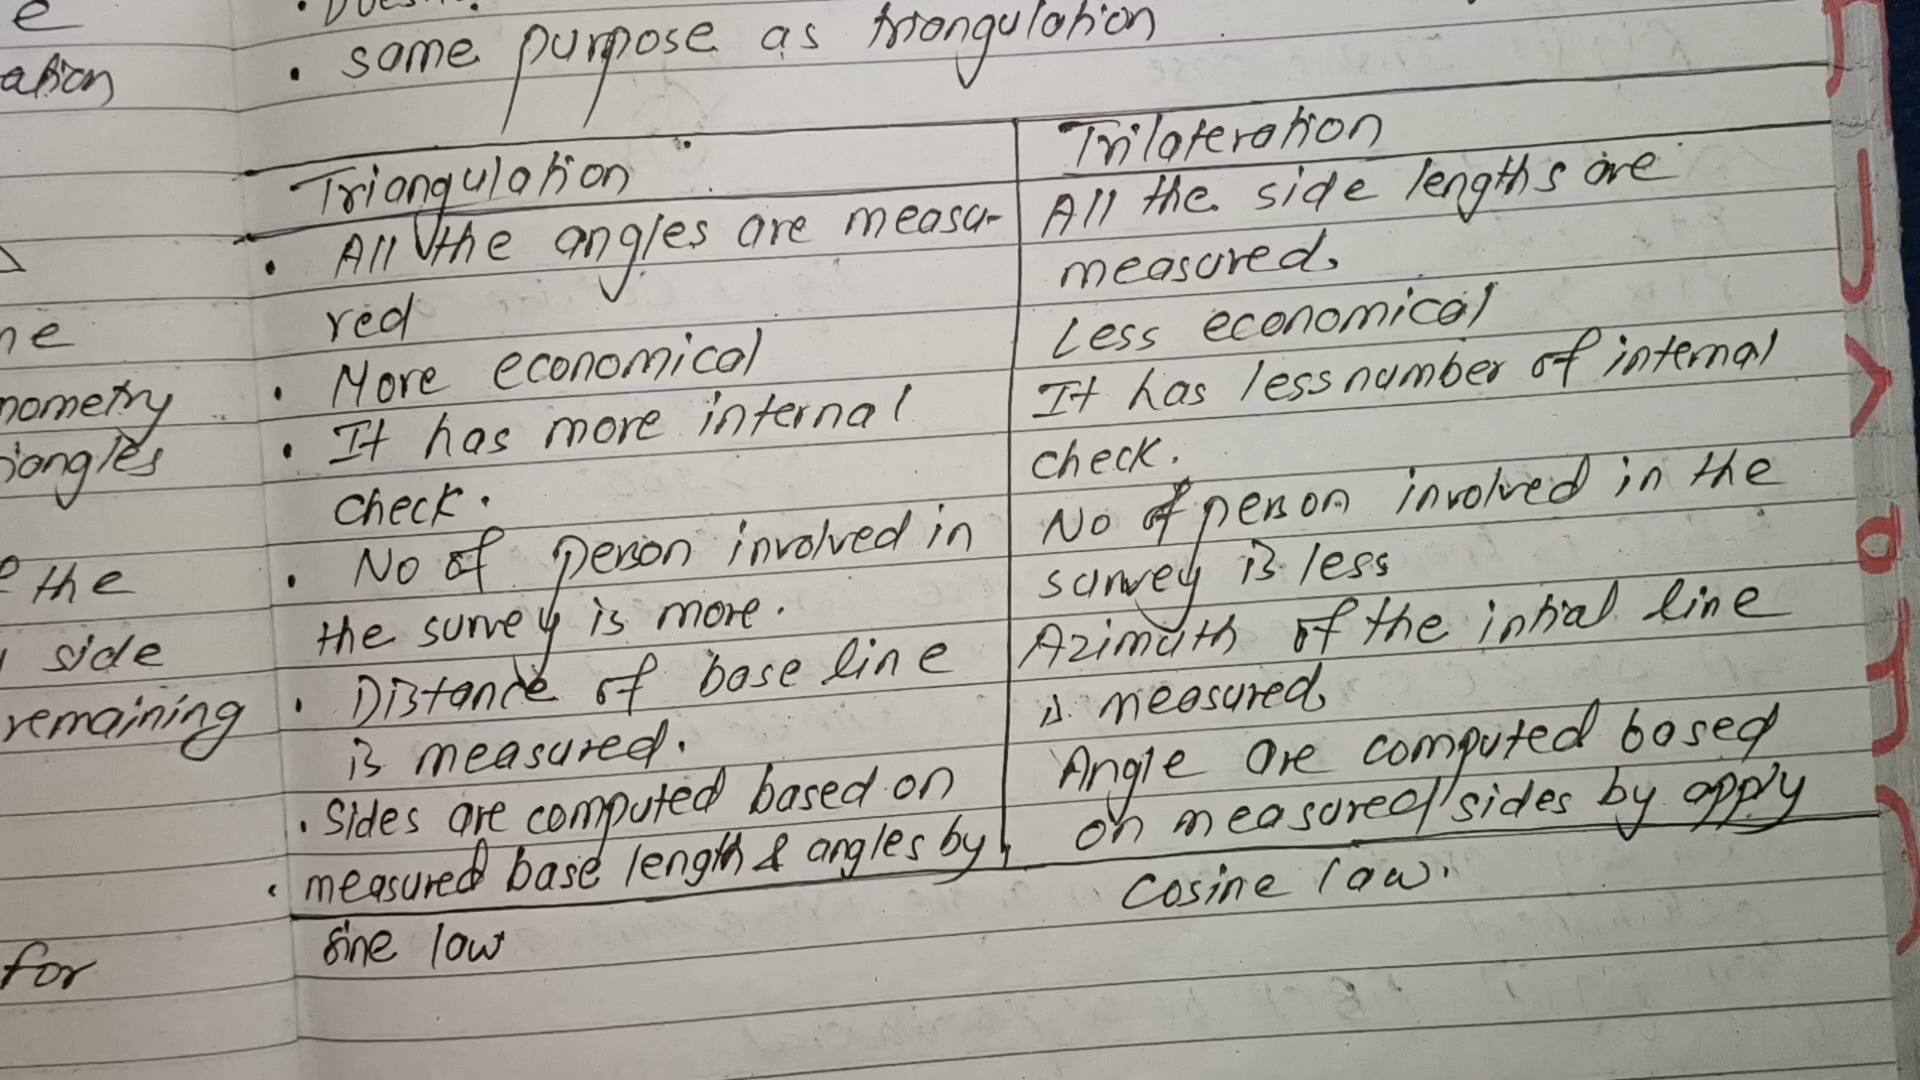 e
ation
ne
nometry
iangles
e the
side
remaining
for
• same purpose as triangulation
Triangulation
• All the angles are measu-
red
• More economical
• It has more internal
check.
• No of person involved in
the survey is more.
• Distance of base line
is measured.
• Sides are computed based on
• measured base length & angles by
sine law
Trilateration
All the side lengths are
measured.
Less economical
It has less number of internal
check.
No of person involved in the
survey is less
Azimuth of the intial line
is measured.
Angle are computed based
on measured sides by apply
cosine law.